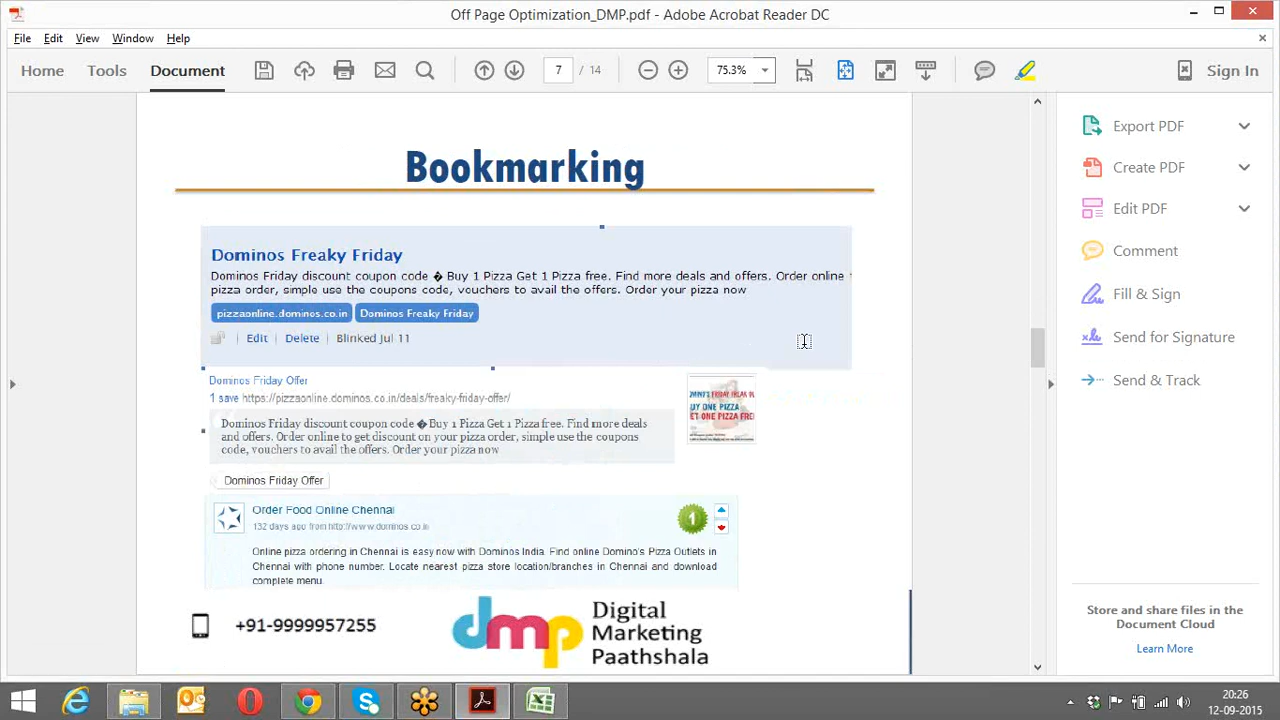 Off Page Optimization_DMP.pdf - Adobe Acrobat Reader DC
File Edit View Window Help
Home Tools Document 7 / 14 75.3% Sign In
Bookmarking
Dominos Freaky Friday
Dominos Friday discount coupon code � Buy 1 Pizza Get 1 Pizza free. Find more deals and offers. Order online
pizza order, simple use the coupons code, vouchers to avail the offers. Order your pizza now
pizzaonline.dominos.co.in Dominos Freaky Friday
Edit | Delete | Blinked Jul 11
Dominos Friday Offer
1 save https://pizzaonline.dominos.co.in/deals/freaky-friday-offer/
Dominos Friday discount coupon code � Buy 1 Pizza Get 1 Pizza free. Find more deals
and offers. Order online to get discount on your pizza order, simple use the coupons
code, vouchers to avail the offers. Order your pizza now
FRIDAY
BUY ONE PIZZA
GET ONE PIZZA
Dominos Friday Offer
Order Food Online Chennai
132 days ago from http://www.dominos.co.in
1
Online pizza ordering in Chennai is easy now with Dominos India. Find online Domino's Pizza Outlets in
Chennai with phone number. Locate nearest pizza store location/branches in Chennai and download
complete menu.
+91-9999957255
dmp
Digital
Marketing
Paathshala
Export PDF
Create PDF
Edit PDF
Comment
Fill & Sign
Send for Signature
Send & Track
Store and share files in the
Document Cloud
Learn More
20:26
12-09-2015